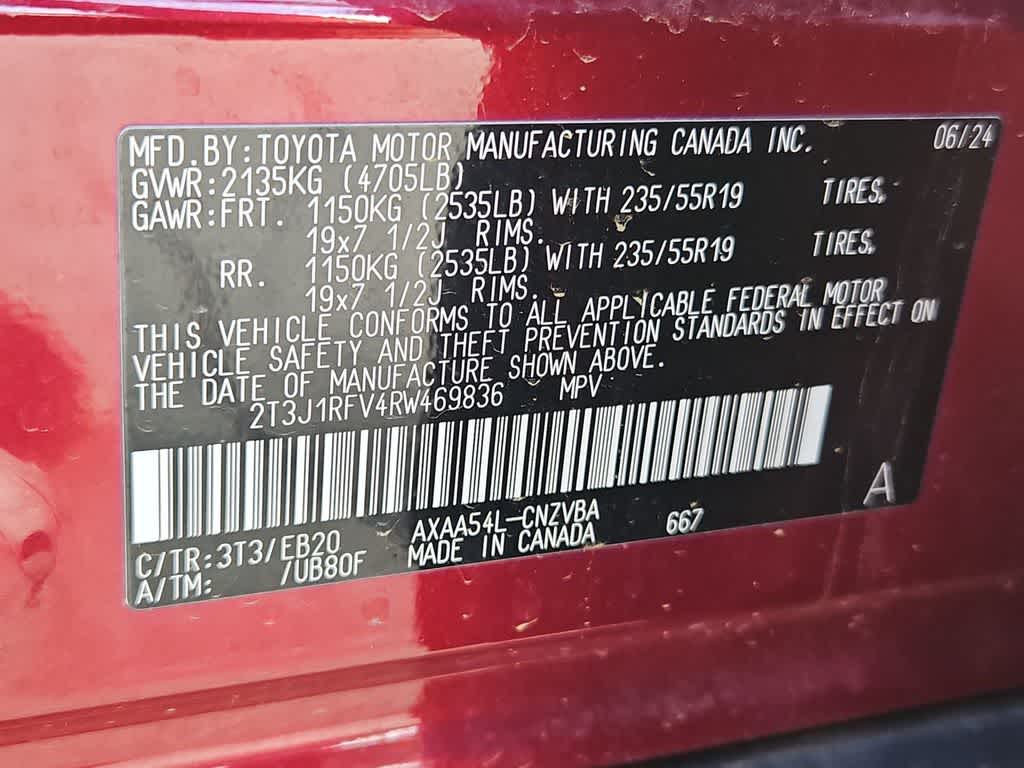 MFD.BY:TOYOTA MOTOR MANUFACTURING CANADA INC. 06/24
GVWR:2135KG (4705LB)
GAWR:FRT. 1150KG (2535LB) WITH 235/55R19 TIRES,
19x7 1/2J RIMS.
RR. 1150KG (2535LB) WITH 235/55R19 TIRES,
19x7 1/2J RIMS.
THIS VEHICLE CONFORMS TO ALL APPLICABLE FEDERAL MOTOR
VEHICLE SAFETY AND THEFT PREVENTION STANDARDS IN EFFECT ON
THE DATE OF MANUFACTURE SHOWN ABOVE.
2T3J1RFV4RW469836 MPV
C/TR:3T3/EB20 AXAA54L-CNZVBA 667 A
A/TM: /UB80F MADE IN CANADA